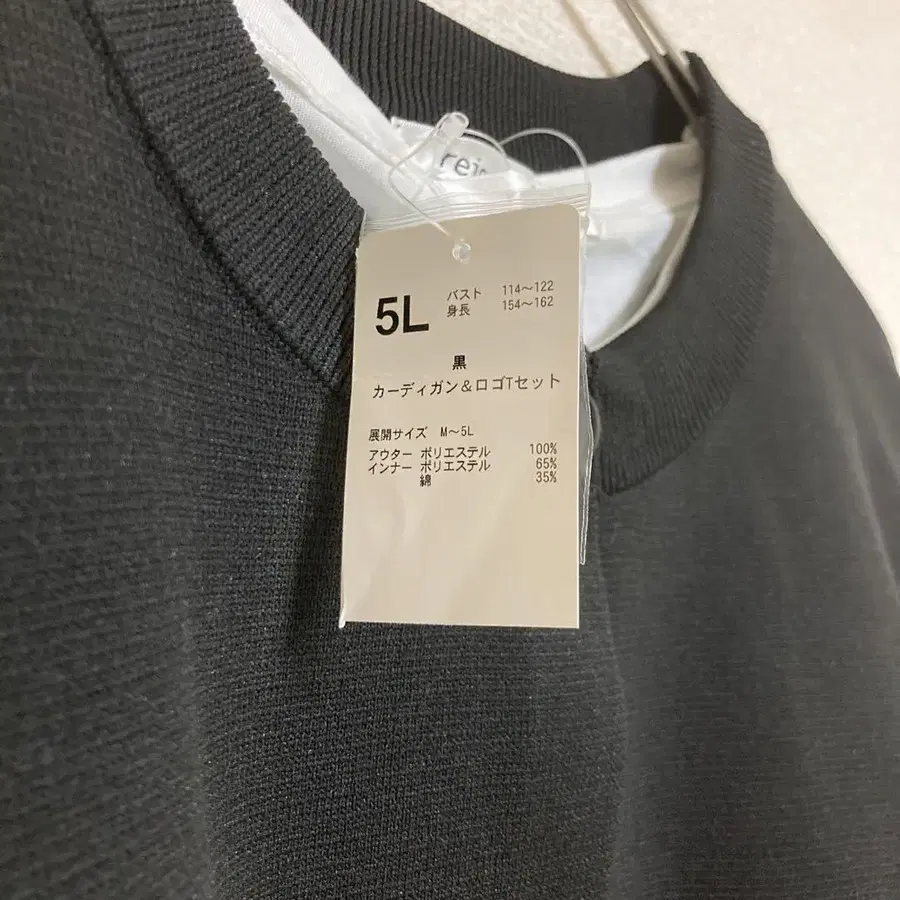 5L
バスト 114〜122
身長 154〜162
黒
カーディガン&ロゴTセット
展開サイズ M〜5L
アウター ポリエステル 100%
インナー ポリエステル 65%
綿 35%